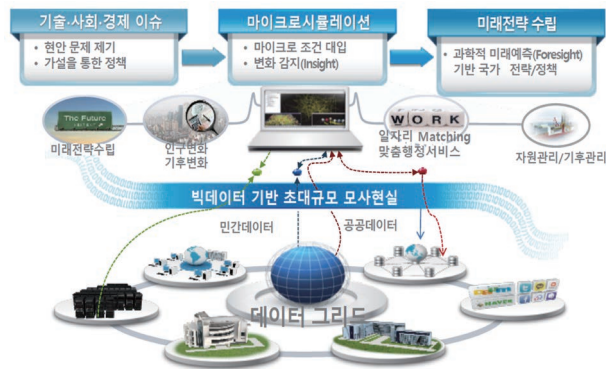 기술·사회·경제 이슈
• 현안 문제 제기
• 가설을 통한 정책
마이크로시뮬레이션
• 마이크로 조건 대입
• 변화 감지(Insight)
미래전략 수립
• 과학적 미래예측(Foresight)
기반 국가 전략/정책
The Future
미래전략수립
인구변화
기후변화
WORK
일자리 Matching
맞춤행정서비스
자원관리/기후관리
빅데이터 기반 초대규모 모사현실
민간데이터
공공데이터
데이터 그리드